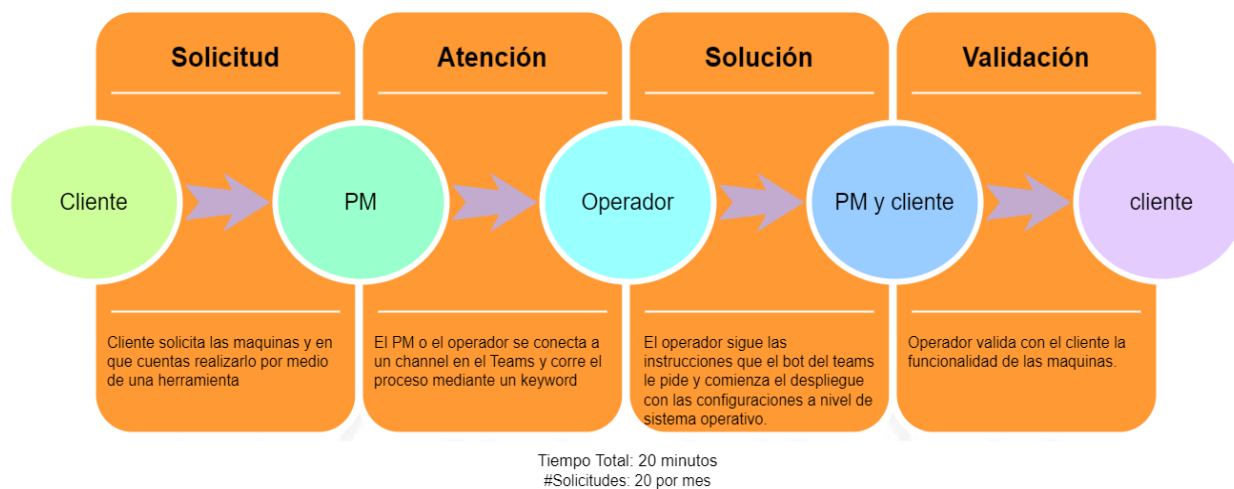 Solicitud
Atención
Solución
Validación
Cliente
PM
Operador
PM y cliente
cliente
Cliente solicita las maquinas y en
que cuentas realizarlo por medio
de una herramienta
El PM o el operador se conecta a
un channel en el Teams y corre el
proceso mediante un keyword
El operador sigue las
instrucciones que el bot del teams
le pide y comienza el despliegue
con las configuraciones a nivel de
sistema operativo.
Operador valida con el cliente la
funcionalidad de las maquinas.
Tiempo Total: 20 minutos
#Solicitudes: 20 por mes